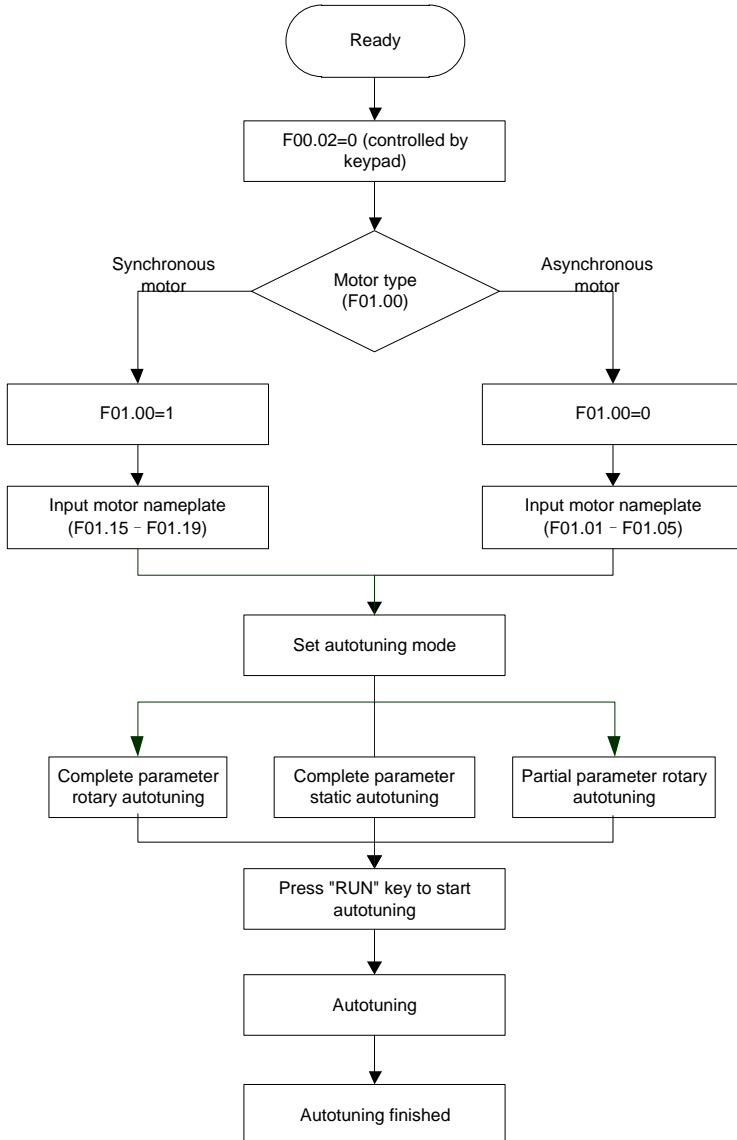 Ready
F00.02=0 (controlled by
keypad)
Synchronous
motor
Motor type
(F01.00)
Asynchronous
motor
F01.00=1
F01.00=0
Input motor nameplate
(F01.15 - F01.19)
Input motor nameplate
(F01.01 - F01.05)
Set autotuning mode
Complete parameter
rotary autotuning
Complete parameter
static autotuning
Partial parameter rotary
autotuning
Press "RUN" key to start
autotuning
Autotuning
Autotuning finished